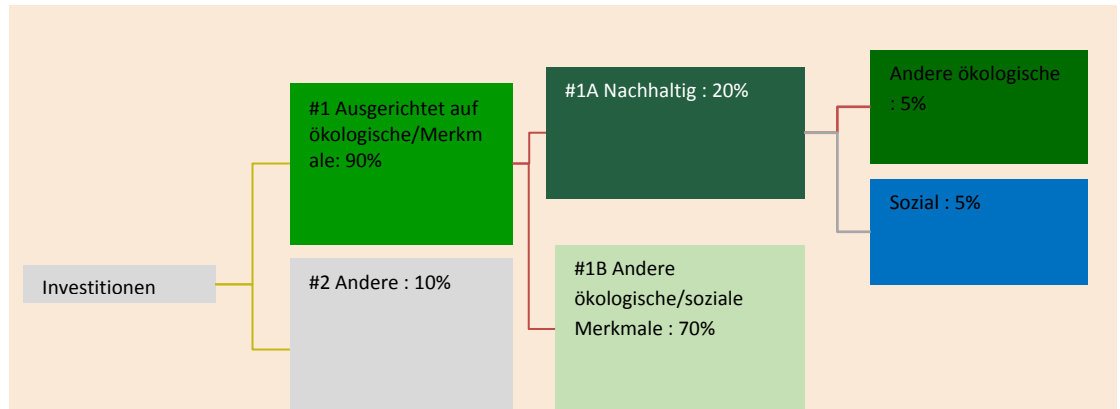 Investitionen
#1 Ausgerichtet auf
ökologische/Merkm
ale: 90%
#2 Andere : 10%
#1A Nachhaltig : 20%
#1B Andere
ökologische/soziale
Merkmale : 70%
Andere ökologische
: 5%
Sozial : 5%